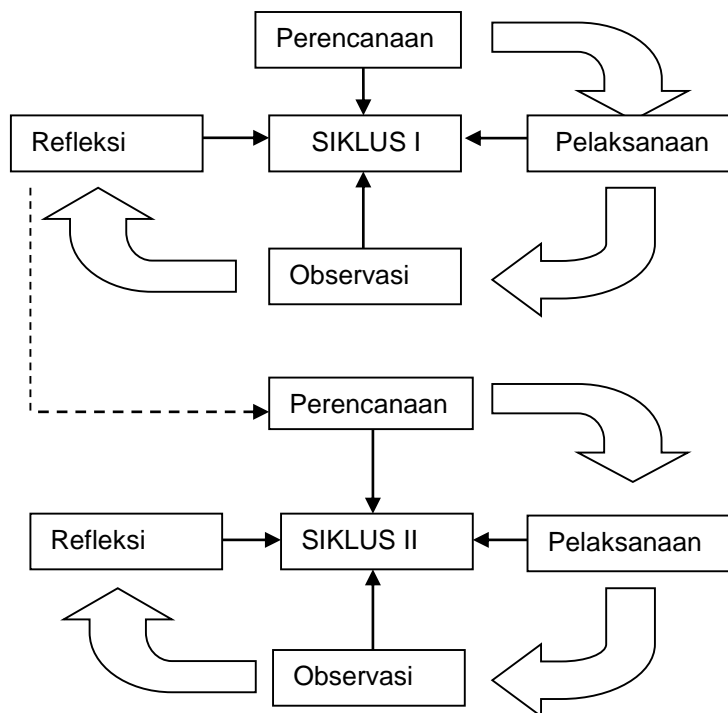 Perencanaan
Refleksi
SIKLUS I
Pelaksanaan
Observasi
Perencanaan
Refleksi
SIKLUS II
Pelaksanaan
Observasi